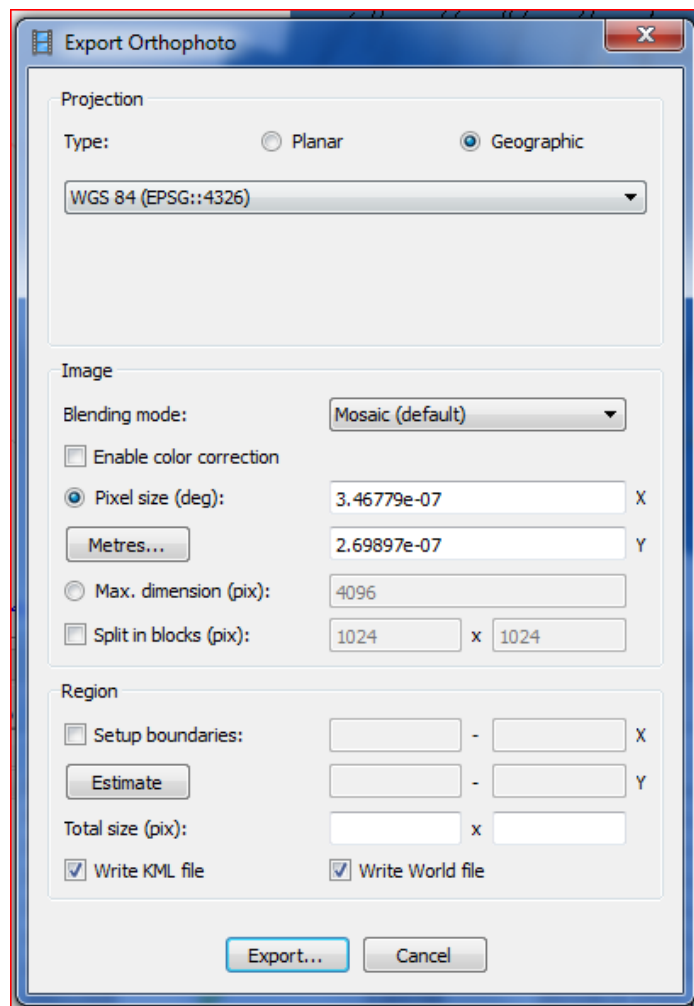 Export Orthophoto
Projection
Type: Planar Geographic
WGS 84 (EPSG::4326)
Image
Blending mode: Mosaic (default)
Enable color correction
Pixel size (deg): 3.46779e-07 X
Metres... 2.69897e-07 Y
Max. dimension (pix): 4096
Split in blocks (pix): 1024 x 1024
Region
Setup boundaries: - X
Estimate - Y
Total size (pix): x
Write KML file Write World file
Export... Cancel